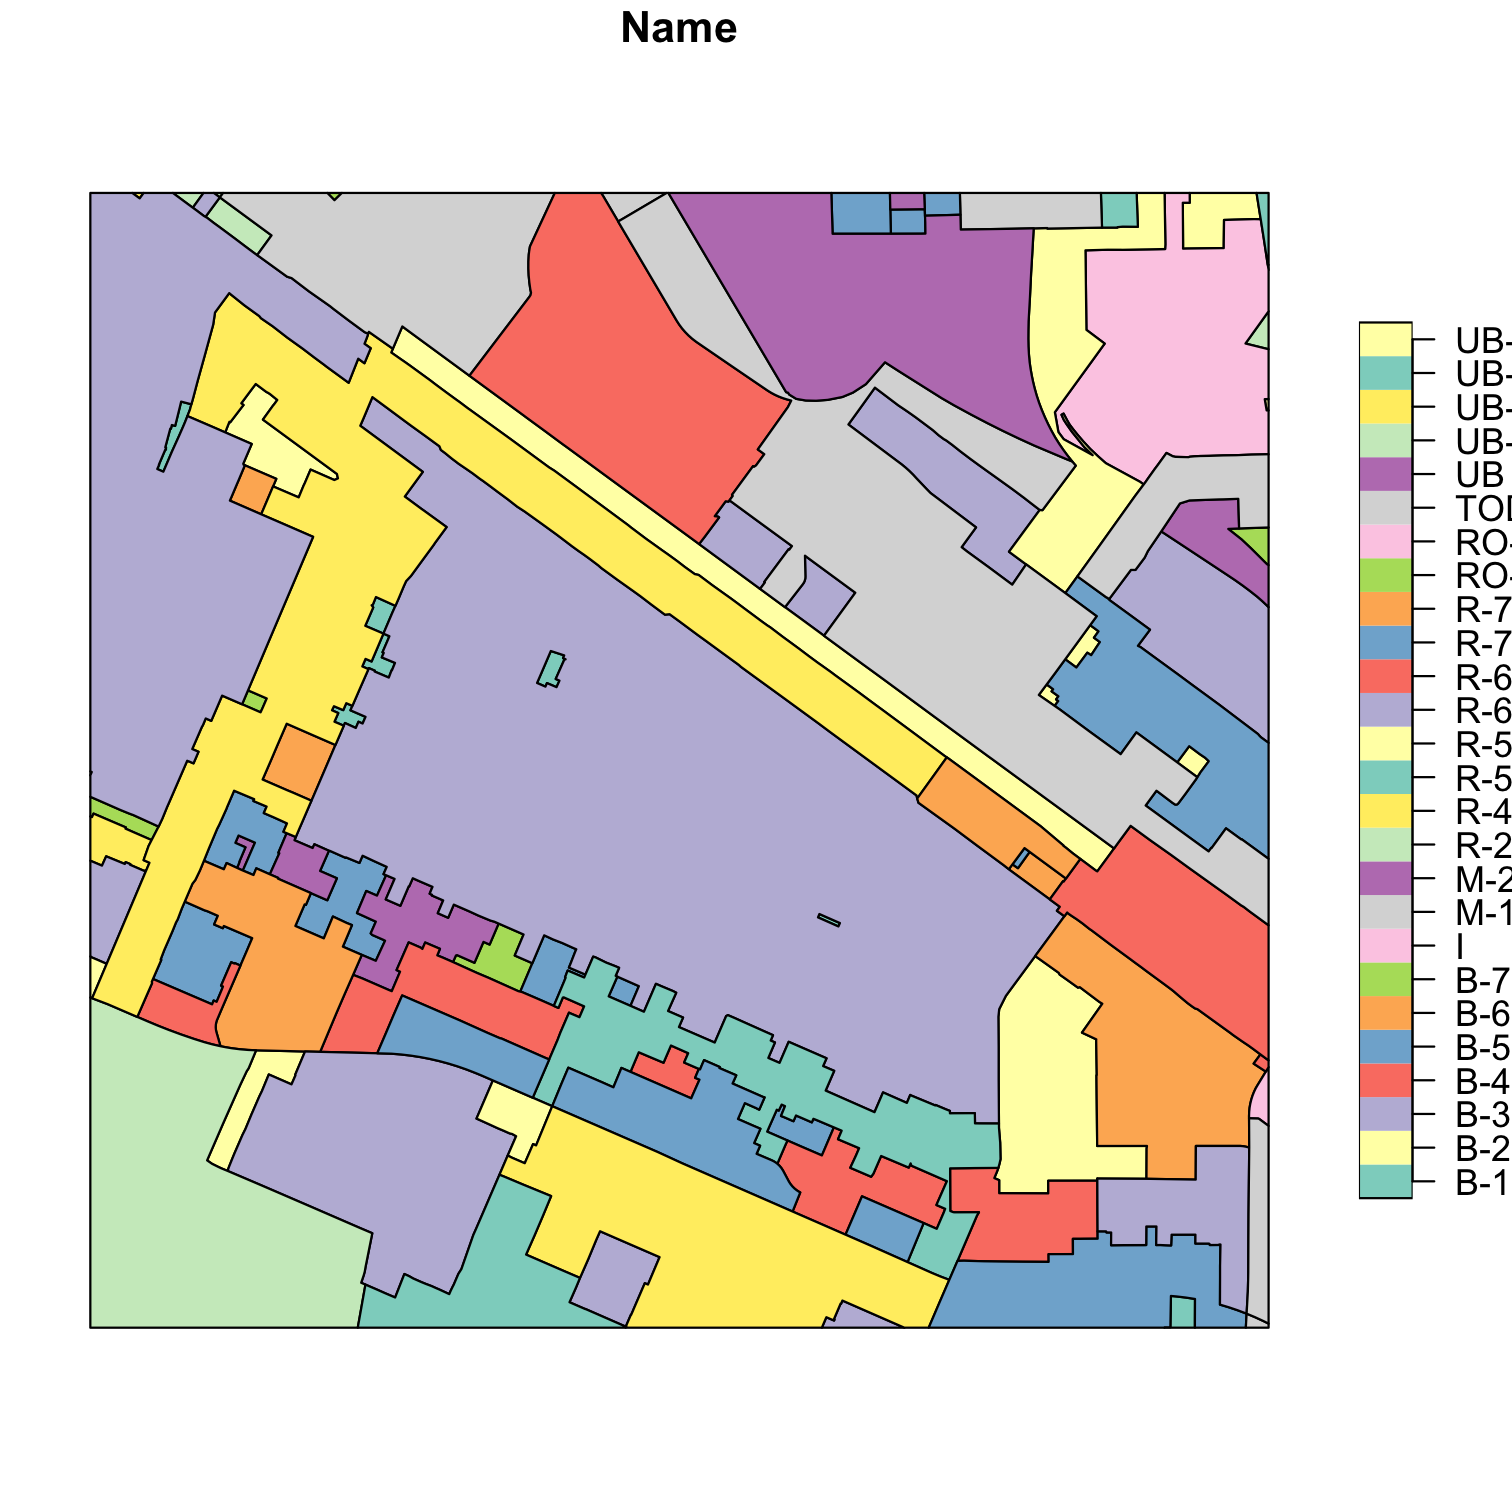 Name
UB-
UB-
UB-
UB-
UB
TOD
RO-
RO-
R-7
R-7
R-6
R-6
R-5
R-5
R-4
R-2
M-2
M-1
I
B-7
B-6
B-5
B-4
B-3
B-2
B-1